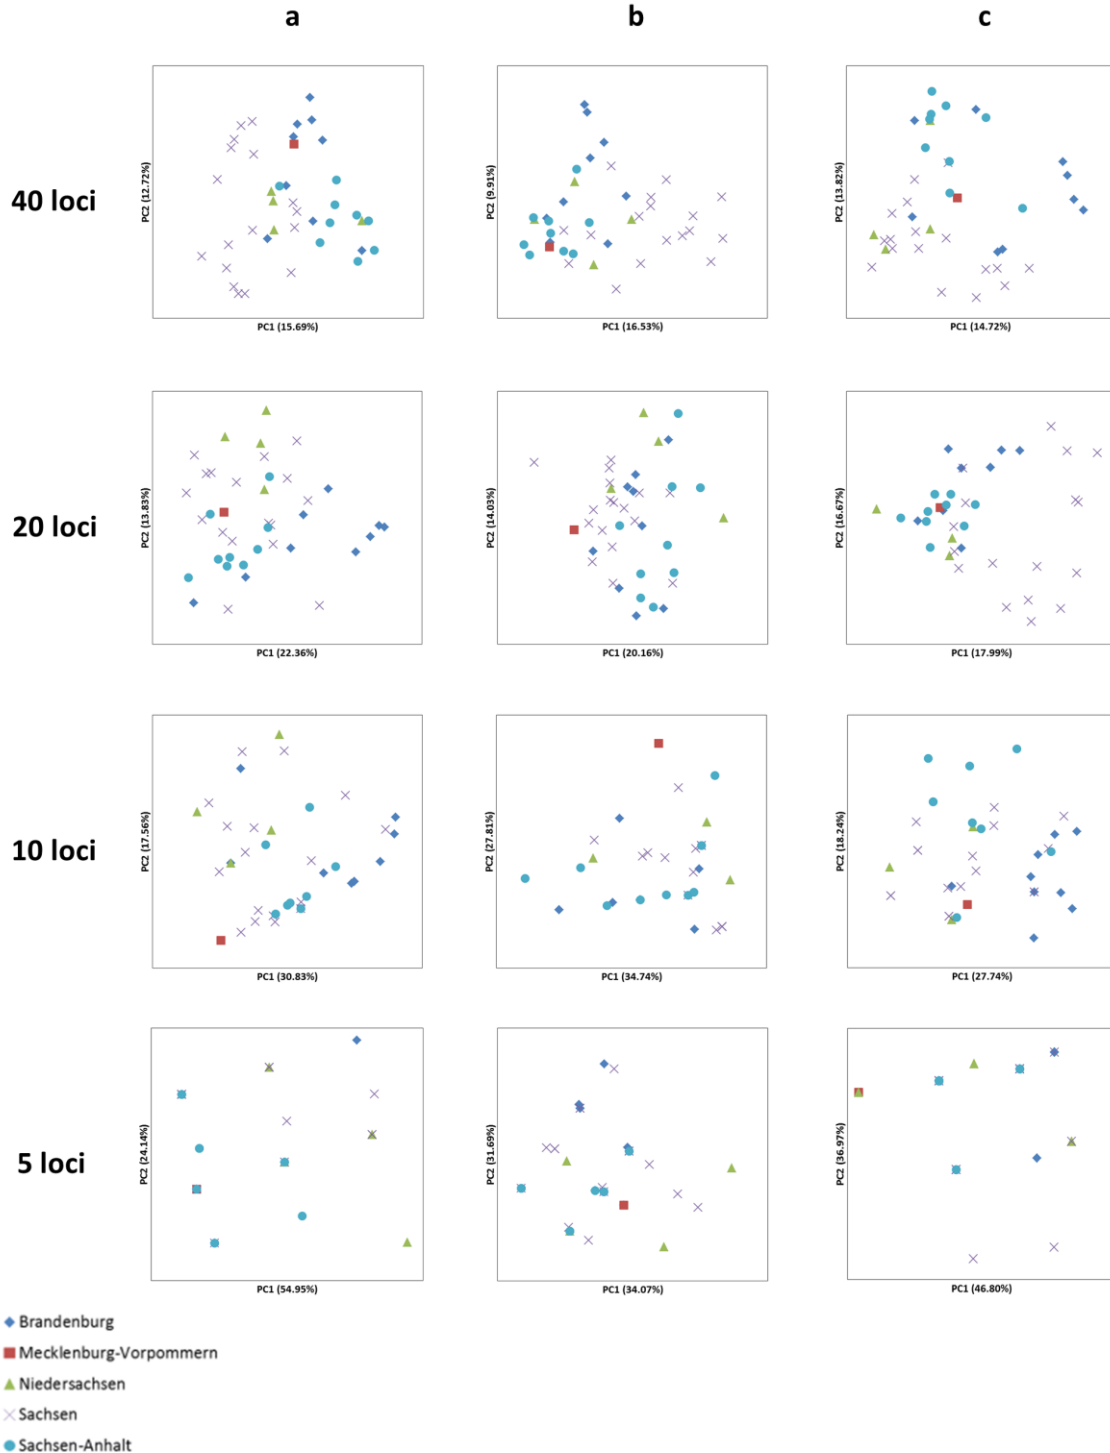 a b c
40 loci
PC2 (12.72%)
PC1 (15.69%)
PC2 (9.91%)
PC1 (16.53%)
PC2 (13.82%)
PC1 (14.72%)
20 loci
PC2 (13.83%)
PC1 (22.36%)
PC2 (14.03%)
PC1 (20.16%)
PC2 (16.67%)
PC1 (17.99%)
10 loci
PC2 (17.56%)
PC1 (30.83%)
PC2 (27.81%)
PC1 (34.74%)
PC2 (18.24%)
PC1 (27.74%)
5 loci
PC2 (24.14%)
PC1 (54.95%)
PC2 (31.69%)
PC1 (34.07%)
PC2 (36.97%)
PC1 (46.80%)
Brandenburg
Mecklenburg-Vorpommern
Niedersachsen
Sachsen
Sachsen-Anhalt